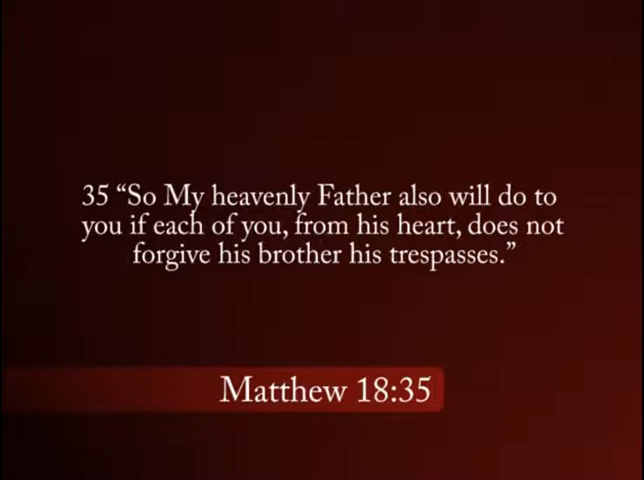 35 “So My heavenly Father also will do to
you if each of you, from his heart, does not
forgive his brother his trespasses.”
Matthew 18:35